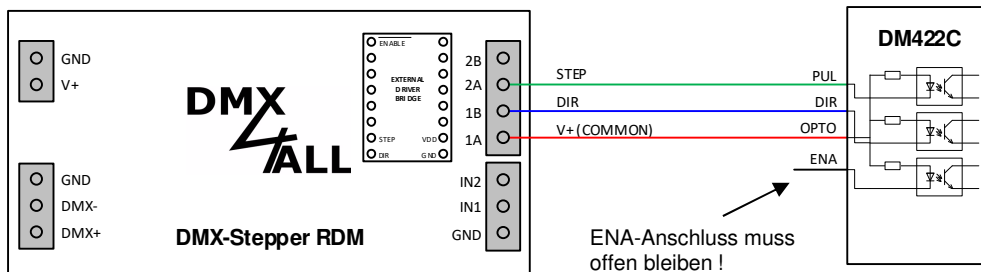 GND
V+
GND
DMX-
DMX+
DMX
4
ALL
DMX-Stepper RDM
ENABLE
EXTERNAL
DRIVER
BRIDGE
STEP VDD
DIR GND
2B
2A
1B
1A
IN2
IN1
GND
STEP PUL
DIR DIR
V+ (COMMON) OPTO
ENA
ENA-Anschluss muss
offen bleiben !
DM422C